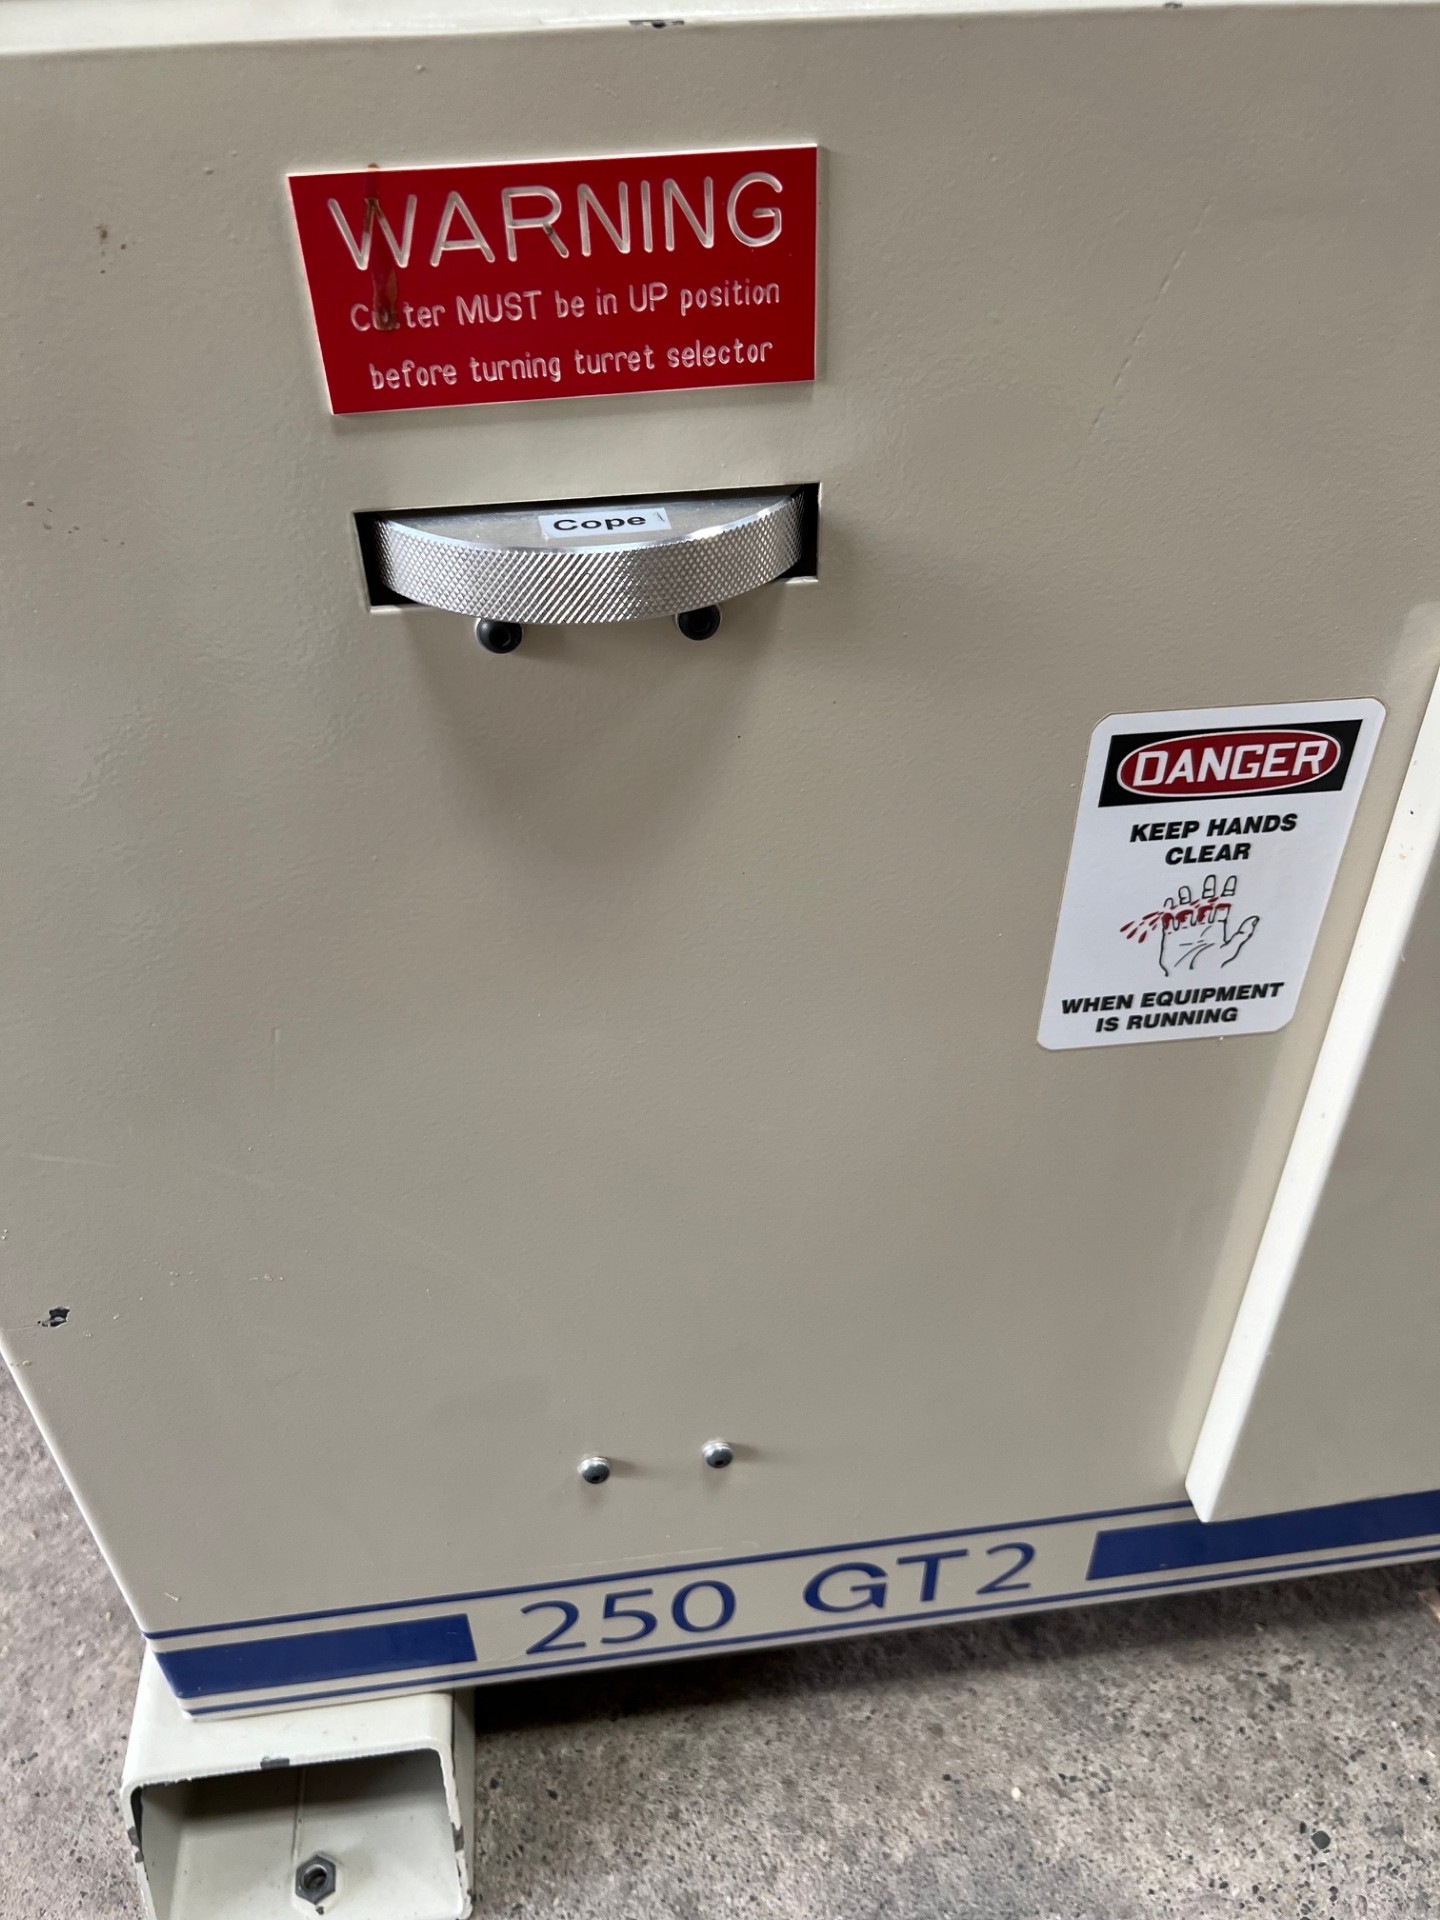 WARNING
Cutter MUST be in UP position
before turning turret selector
Cope
DANGER
KEEP HANDS
CLEAR
WHEN EQUIPMENT
IS RUNNING
250 GT2